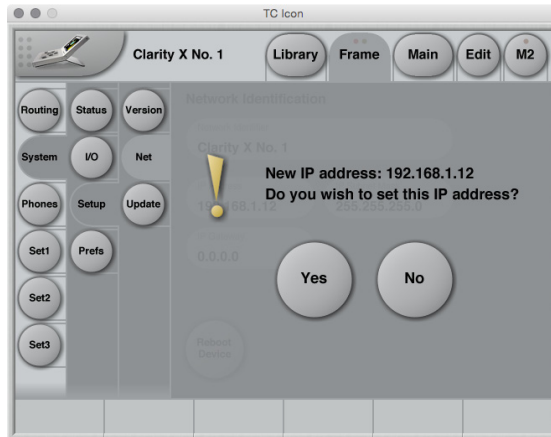 TC Icon
Clarity X No. 1
Library
Frame
Main
Edit
M2
Routing
Status
Version
Network Identification
System
I/O
Net
Clarity X No. 1
New IP address: 192.168.1.12
Do you wish to set this IP address?
Phones
Setup
Update
192.168.1.12
255.255.255.0
Set1
Prefs
0.0.0.0
Yes
No
Set2
Set3
Reboot
Device